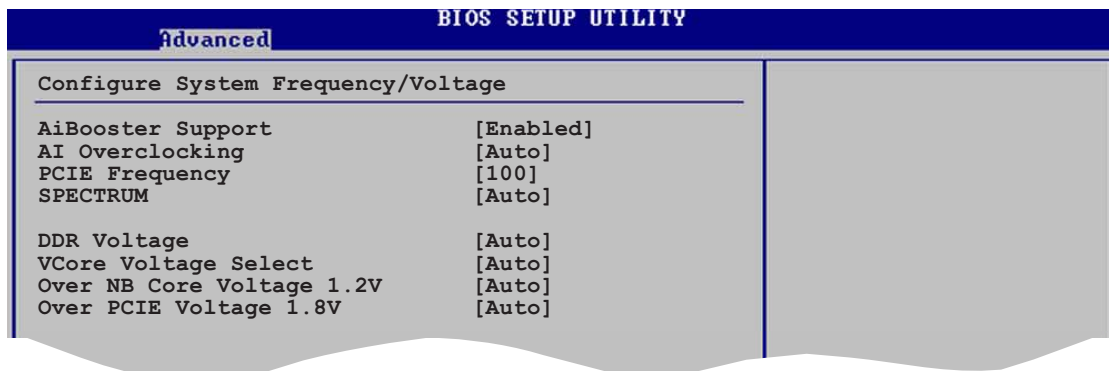 BIOS SETUP UTILITY
Advanced
Configure System Frequency/Voltage
AiBooster Support [Enabled]
AI Overclocking [Auto]
PCIE Frequency [100]
SPECTRUM [Auto]
DDR Voltage [Auto]
VCore Voltage Select [Auto]
Over NB Core Voltage 1.2V [Auto]
Over PCIE Voltage 1.8V [Auto]